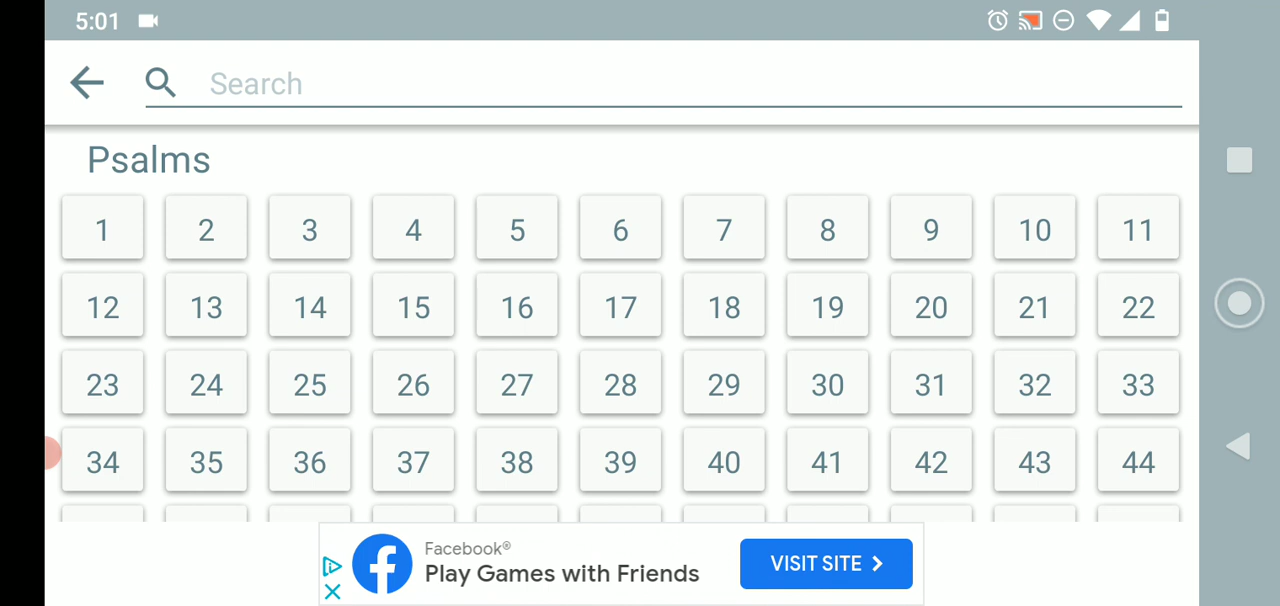 5:01
Search
Psalms
1 2 3 4 5 6 7 8 9 10 11
12 13 14 15 16 17 18 19 20 21 22
23 24 25 26 27 28 29 30 31 32 33
34 35 36 37 38 39 40 41 42 43 44
Facebook®
Play Games with Friends
VISIT SITE